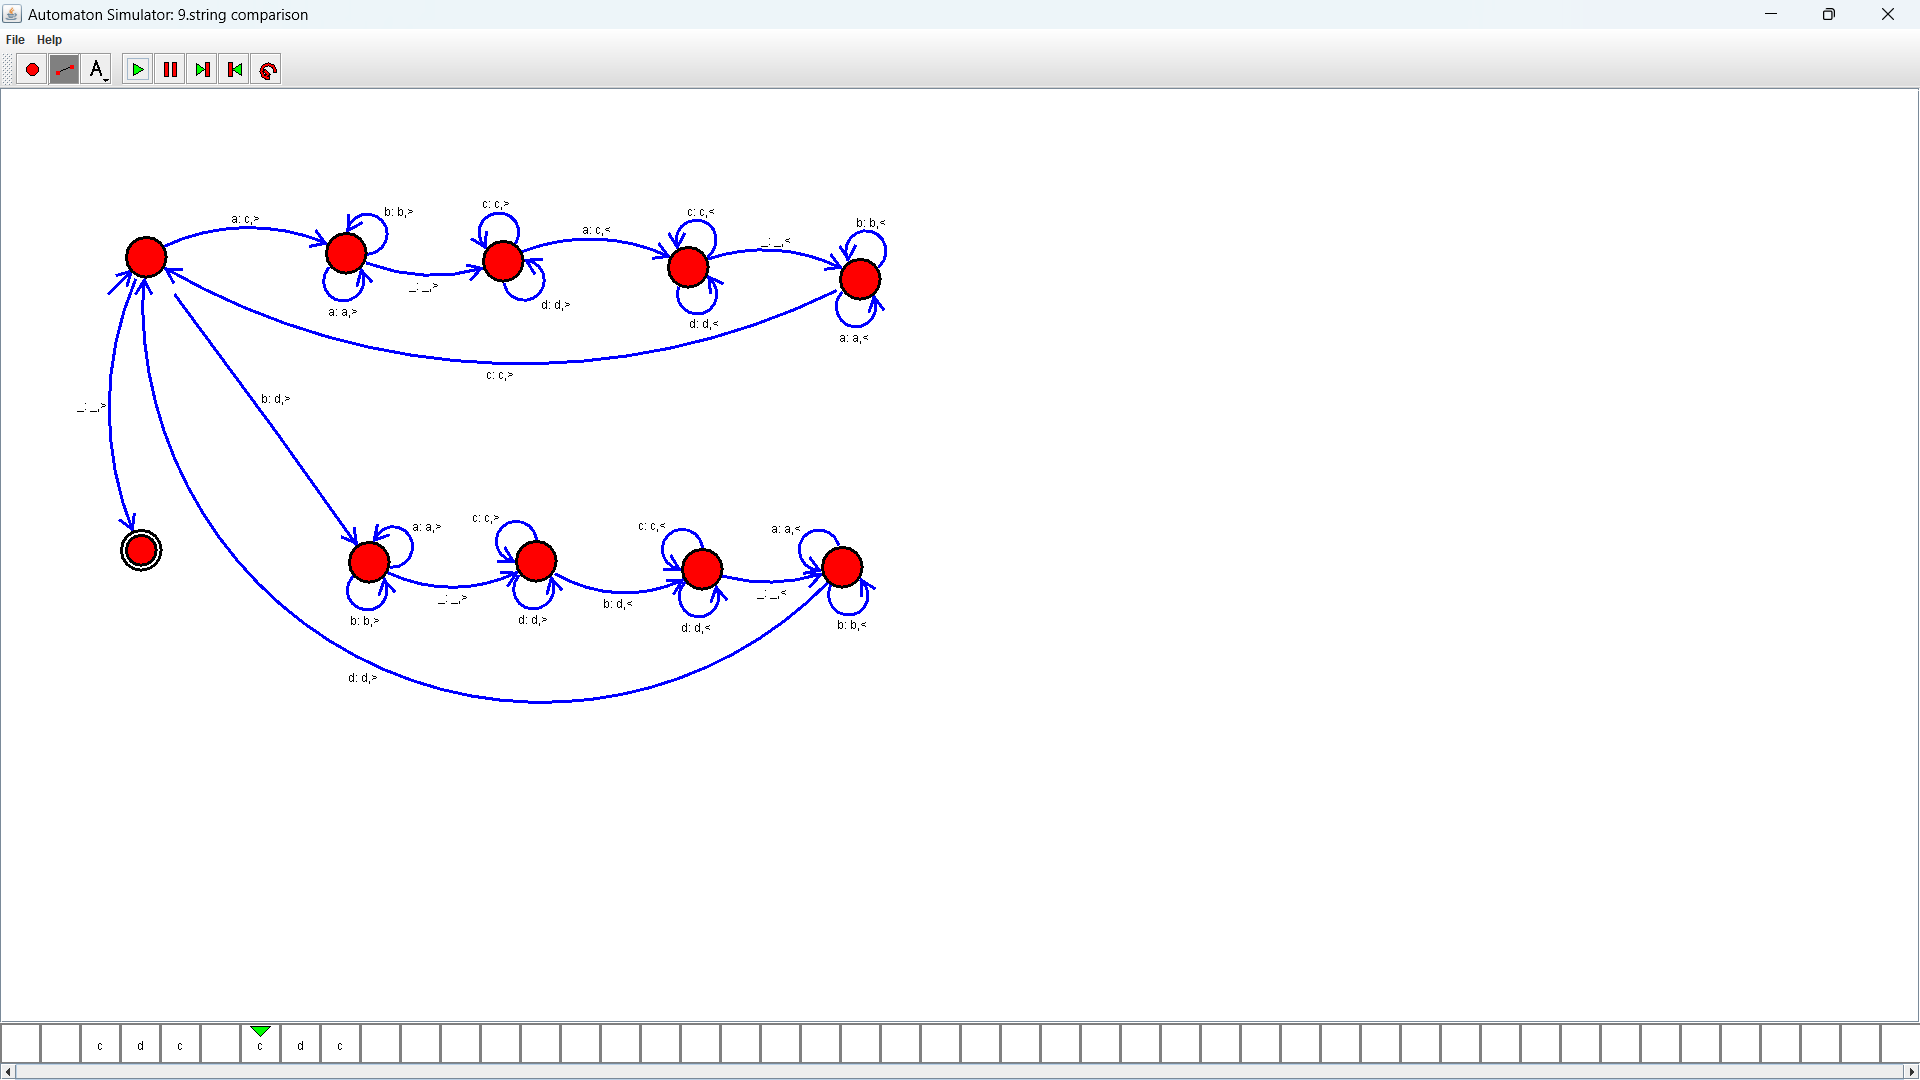 Automaton Simulator: 9.string comparison
File Help
A
c: c,>
b: b,>
c: c,<
a: c,>
b: b,<
a: c,<
_: _,<
_: _,>
d: d,>
a: a,>
d: d,<
a: a,<
c: c,>
b: d,>
_: _,>
c: c,>
a: a,>
c: c,<
a: a,<
_: _,>
b: d,<
_: _,<
b: b,>
d: d,>
d: d,<
b: b,<
d: d,>
c d c c d c